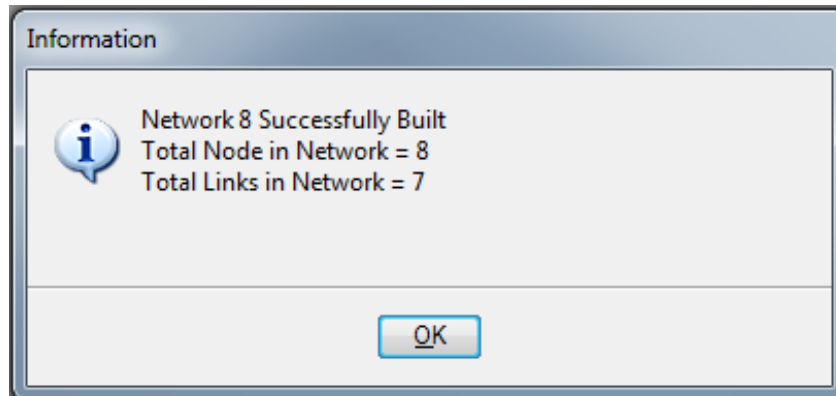 Information
Network 8 Successfully Built
Total Node in Network = 8
Total Links in Network = 7
OK